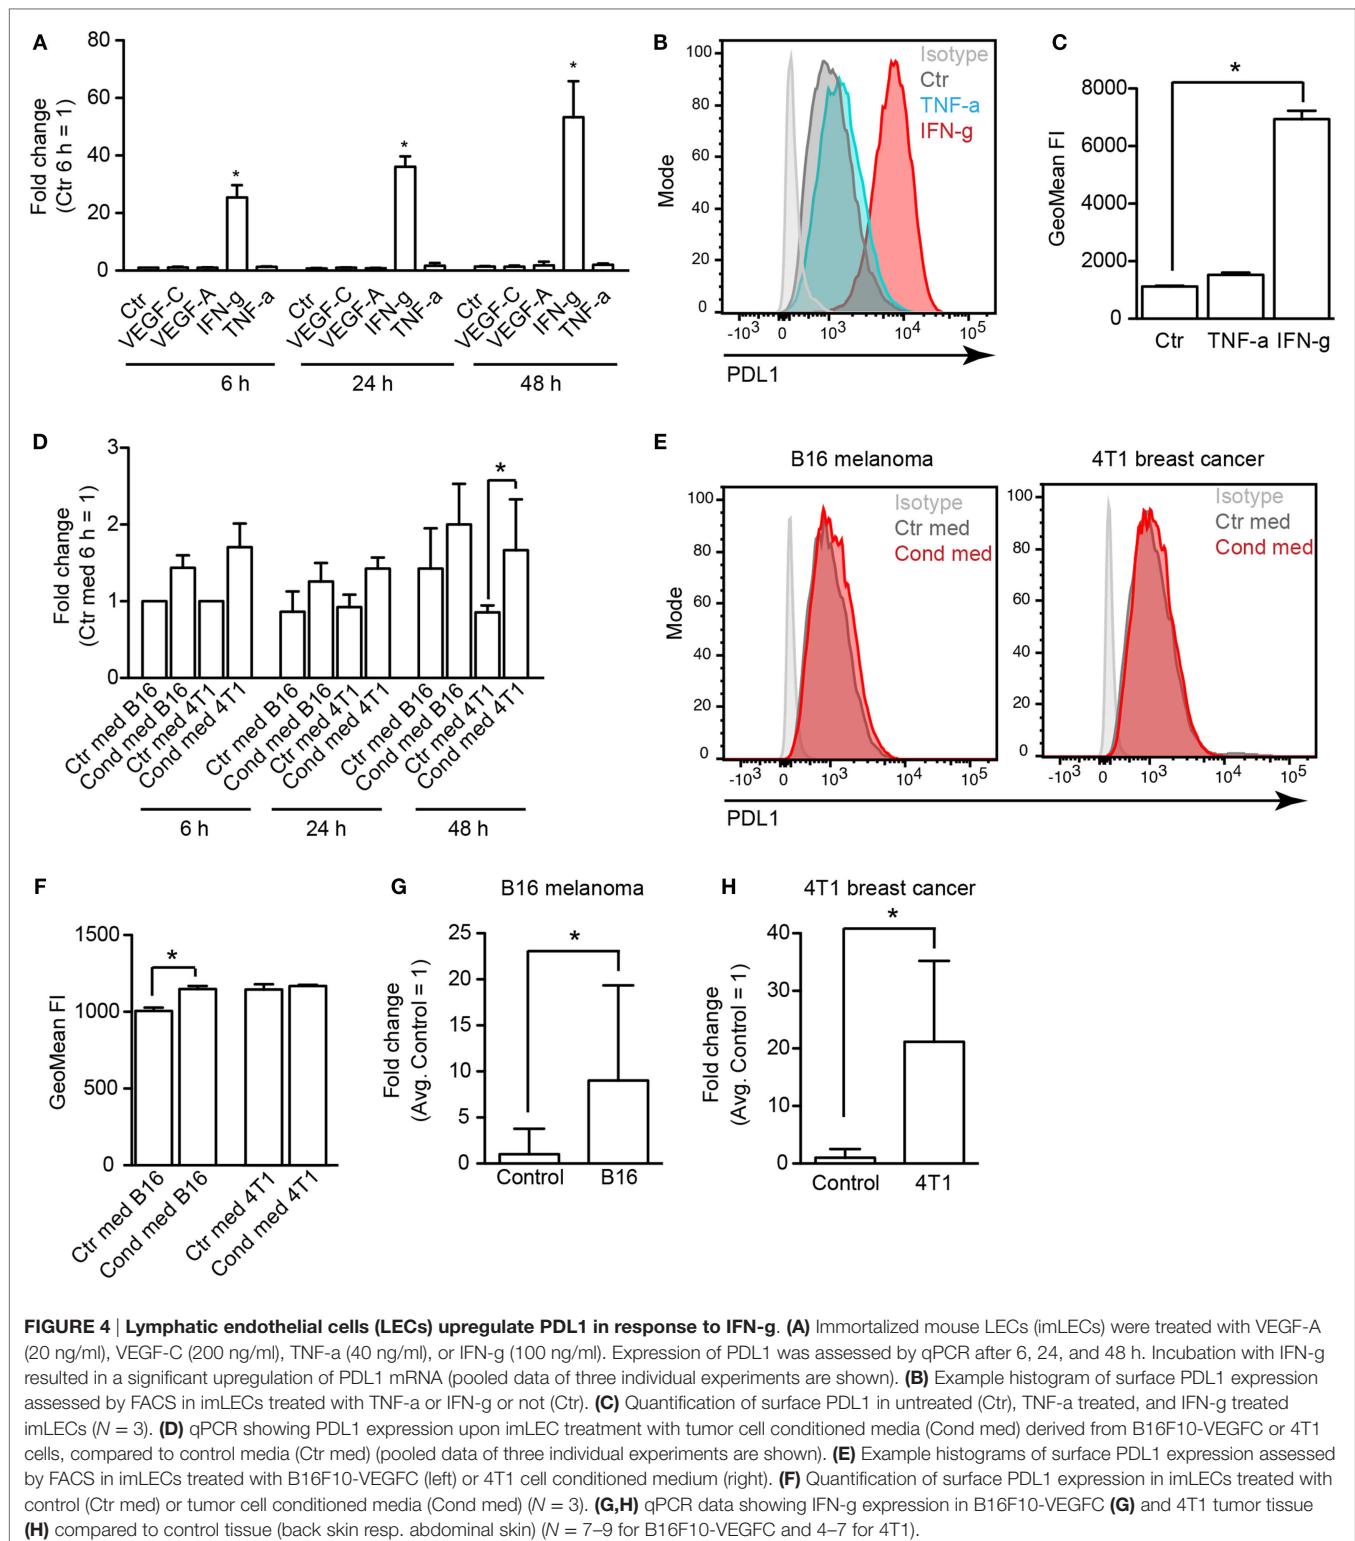 A
80
60
40
20
0
Fold change
(Ctr 6 h = 1)
*
*
*
Ctr
VEGF-C
VEGF-A
IFN-g
TNF-a
Ctr
VEGF-C
VEGF-A
IFN-g
TNF-a
Ctr
VEGF-C
VEGF-A
IFN-g
TNF-a
6 h
24 h
48 h
B
100
80
60
40
20
0
Mode
Isotype
Ctr
TNF-a
IFN-g
-10³ 0 10³ 10⁴ 10⁵
PDL1
C
8000
6000
4000
2000
0
GeoMean FI
*
Ctr TNF-a IFN-g
D
3
2
1
0
Fold change
(Ctr med 6 h = 1)
*
Ctr med B16
Cond med B16
Ctr med 4T1
Cond med 4T1
Ctr med B16
Cond med B16
Ctr med 4T1
Cond med 4T1
Ctr med B16
Cond med B16
Ctr med 4T1
Cond med 4T1
6 h
24 h
48 h
E
B16 melanoma
100
80
60
40
20
0
Mode
Isotype
Ctr med
Cond med
-10³ 0 10³ 10⁴ 10⁵
4T1 breast cancer
100
80
60
40
20
0
Isotype
Ctr med
Cond med
-10³ 0 10³ 10⁴ 10⁵
PDL1
F
1500
1000
500
0
GeoMean FI
*
Ctr med B16
Cond med B16
Ctr med 4T1
Cond med 4T1
G
B16 melanoma
25
20
15
10
5
0
Fold change
(Avg. Control = 1)
*
Control B16
H
4T1 breast cancer
40
30
20
10
0
Fold change
(Avg. Control = 1)
*
Control 4T1
FIGURE 4 | Lymphatic endothelial cells (LECs) upregulate PDL1 in response to IFN-g. (A) Immortalized mouse LECs (imLECs) were treated with VEGF-A
(20 ng/ml), VEGF-C (200 ng/ml), TNF-a (40 ng/ml), or IFN-g (100 ng/ml). Expression of PDL1 was assessed by qPCR after 6, 24, and 48 h. Incubation with IFN-g
resulted in a significant upregulation of PDL1 mRNA (pooled data of three individual experiments are shown). (B) Example histogram of surface PDL1 expression
assessed by FACS in imLECs treated with TNF-a or IFN-g or not (Ctr). (C) Quantification of surface PDL1 in untreated (Ctr), TNF-a treated, and IFN-g treated
imLECs (N = 3). (D) qPCR showing PDL1 expression upon imLEC treatment with tumor cell conditioned media (Cond med) derived from B16F10-VEGFC or 4T1
cells, compared to control media (Ctr med) (pooled data of three individual experiments are shown). (E) Example histograms of surface PDL1 expression assessed
by FACS in imLECs treated with B16F10-VEGFC (left) or 4T1 cell conditioned medium (right). (F) Quantification of surface PDL1 expression in imLECs treated with
control (Ctr med) or tumor cell conditioned media (Cond med) (N = 3). (G,H) qPCR data showing IFN-g expression in B16F10-VEGFC (G) and 4T1 tumor tissue
(H) compared to control tissue (back skin resp. abdominal skin) (N = 7–9 for B16F10-VEGFC and 4–7 for 4T1).